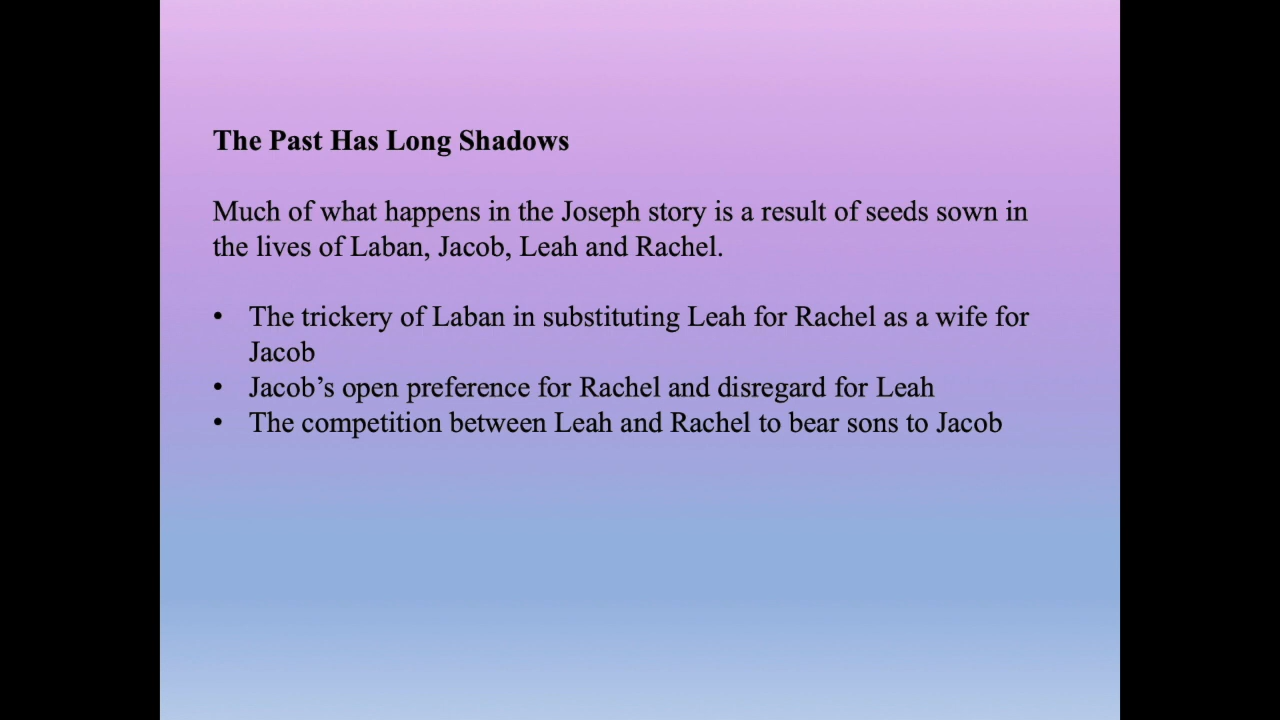 The Past Has Long Shadows
Much of what happens in the Joseph story is a result of seeds sown in
the lives of Laban, Jacob, Leah and Rachel.
• The trickery of Laban in substituting Leah for Rachel as a wife for
Jacob
• Jacob’s open preference for Rachel and disregard for Leah
• The competition between Leah and Rachel to bear sons to Jacob